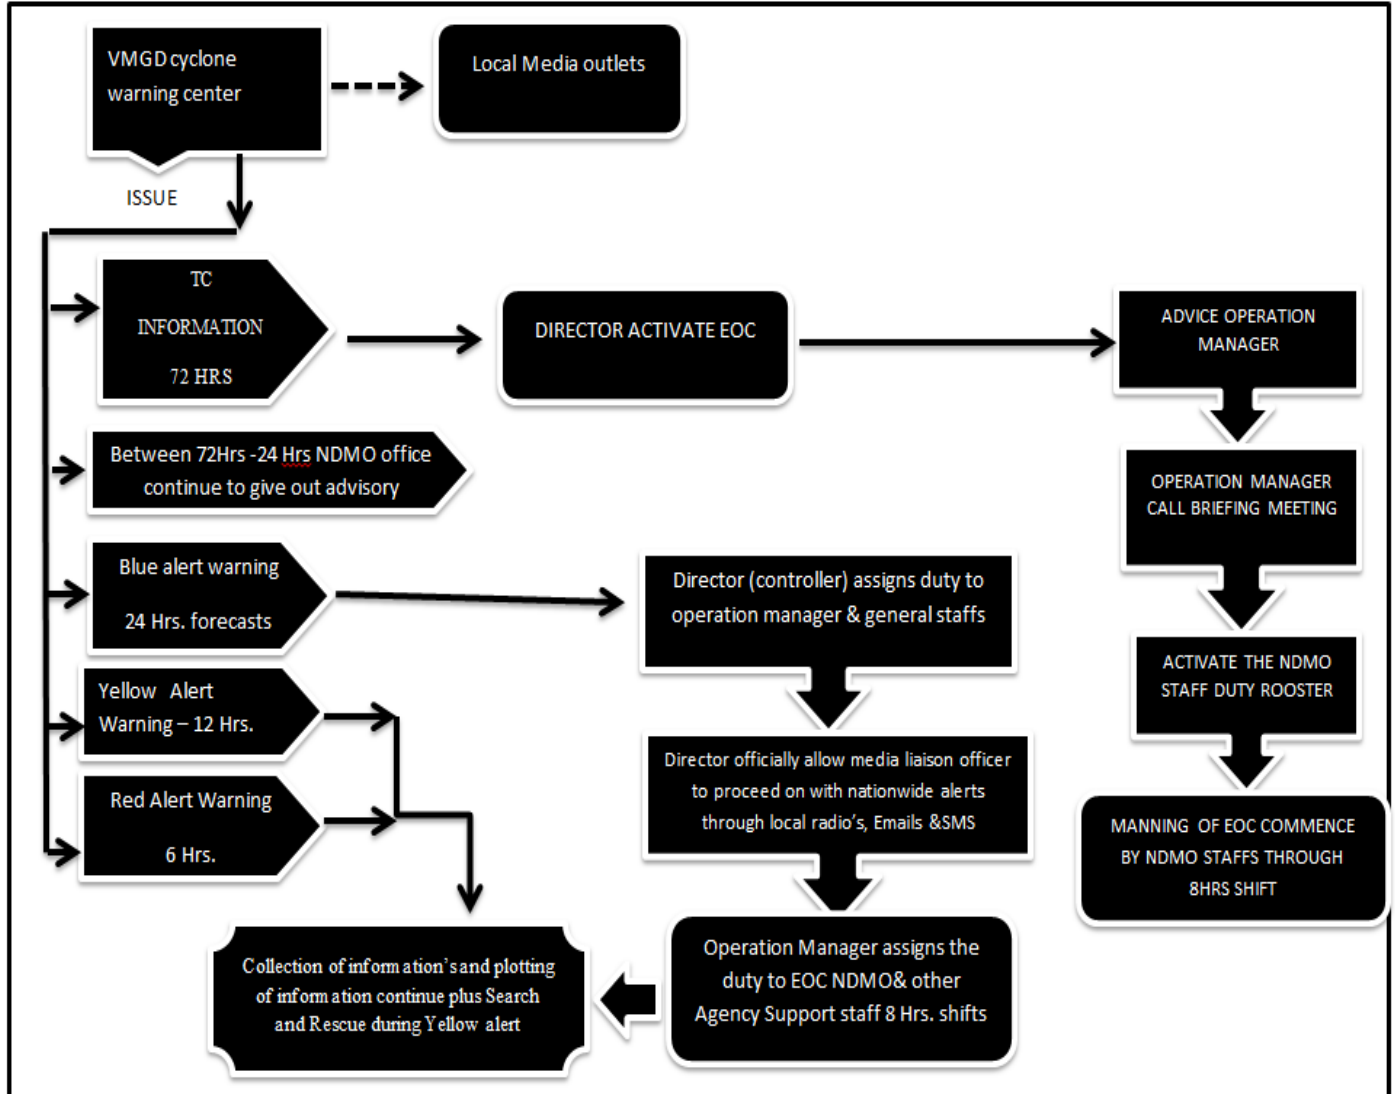 VMGD cyclone
warning center
Local Media outlets
ISSUE
TC
INFORMATION
72 HRS
DIRECTOR ACTIVATE EOC
ADVICE OPERATION
MANAGER
Between 72Hrs -24 Hrs NDMO office
continue to give out advisory
OPERATION MANAGER
CALL BRIEFING MEETING
Blue alert warning
24 Hrs. forecasts
Director (controller) assigns duty to
operation manager & general staffs
ACTIVATE THE NDMO
STAFF DUTY ROOSTER
Yellow Alert
Warning – 12 Hrs.
Director officially allow media liaison officer
to proceed on with nationwide alerts
through local radio's, Emails &SMS
Red Alert Warning
6 Hrs.
MANNING OF EOC COMMENCE
BY NDMO STAFFS THROUGH
8HRS SHIFT
Operation Manager assigns the
duty to EOC NDMO& other
Agency Support staff 8 Hrs. shifts
Collection of information's and plotting
of information continue plus Search
and Rescue during Yellow alert